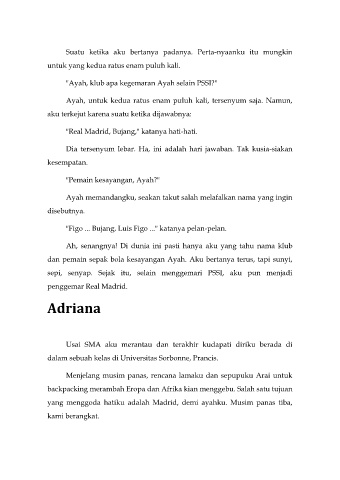 Suatu ketika aku bertanya padanya. Perta-nyaanku itu mungkin
untuk yang kedua ratus enam puluh kali.
"Ayah, klub apa kegemaran Ayah selain PSSI?"
Ayah, untuk kedua ratus enam puluh kali, tersenyum saja. Namun,
aku terkejut karena suatu ketika dijawabnya:
"Real Madrid, Bujang," katanya hati-hati.
Dia tersenyum lebar. Ha, ini adalah hari jawaban. Tak kusia-siakan
kesempatan.
"Pemain kesayangan, Ayah?"
Ayah memandangku, seakan takut salah melafalkan nama yang ingin
disebutnya.
"Figo ... Bujang, Luis Figo ..." katanya pelan-pelan.
Ah, senangnya! Di dunia ini pasti hanya aku yang tahu nama klub
dan pemain sepak bola kesayangan Ayah. Aku bertanya terus, tapi sunyi,
sepi, senyap. Sejak itu, selain menggemari PSSI, aku pun menjadi
penggemar Real Madrid.
Adriana
Usai SMA aku merantau dan terakhir kudapati diriku berada di
dalam sebuah kelas di Universitas Sorbonne, Prancis.
Menjelang musim panas, rencana lamaku dan sepupuku Arai untuk
backpacking merambah Eropa dan Afrika kian menggebu. Salah satu tujuan
yang menggoda hatiku adalah Madrid, demi ayahku. Musim panas tiba,
kami berangkat.